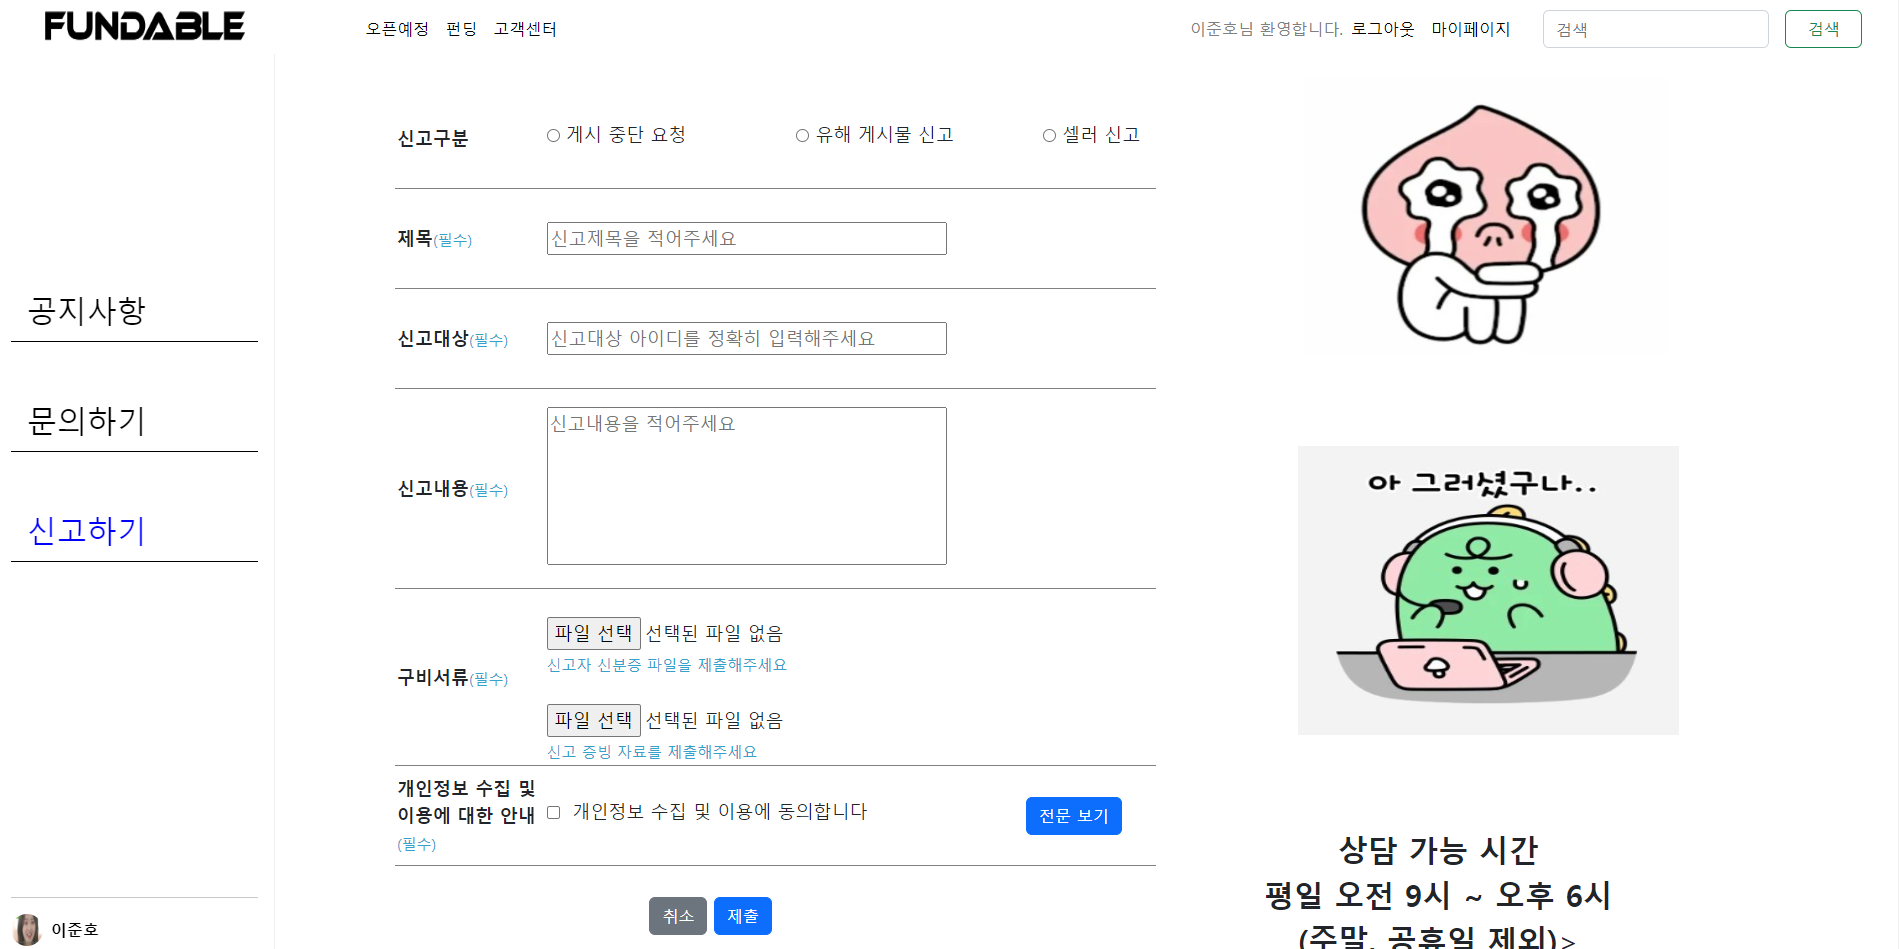 FUNDABLE
오픈예정 펀딩 고객센터
이준호님 환영합니다. 로그아웃 마이페이지 검색 검색
공지사항
문의하기
신고하기
이준호
신고구분 게시 중단 요청 유해 게시물 신고 셀러 신고
제목(필수) 신고제목을 적어주세요
신고대상(필수) 신고대상 아이디를 정확히 입력해주세요
신고내용(필수) 신고내용을 적어주세요
구비서류(필수)
파일 선택 선택된 파일 없음
신고자 신분증 파일을 제출해주세요
파일 선택 선택된 파일 없음
신고 증빙 자료를 제출해주세요
개인정보 수집 및
이용에 대한 안내
(필수)
개인정보 수집 및 이용에 동의합니다
전문 보기
취소 제출
아 그러셨구나..
상담 가능 시간
평일 오전 9시 ~ 오후 6시
(주말, 공휴일 제외)>